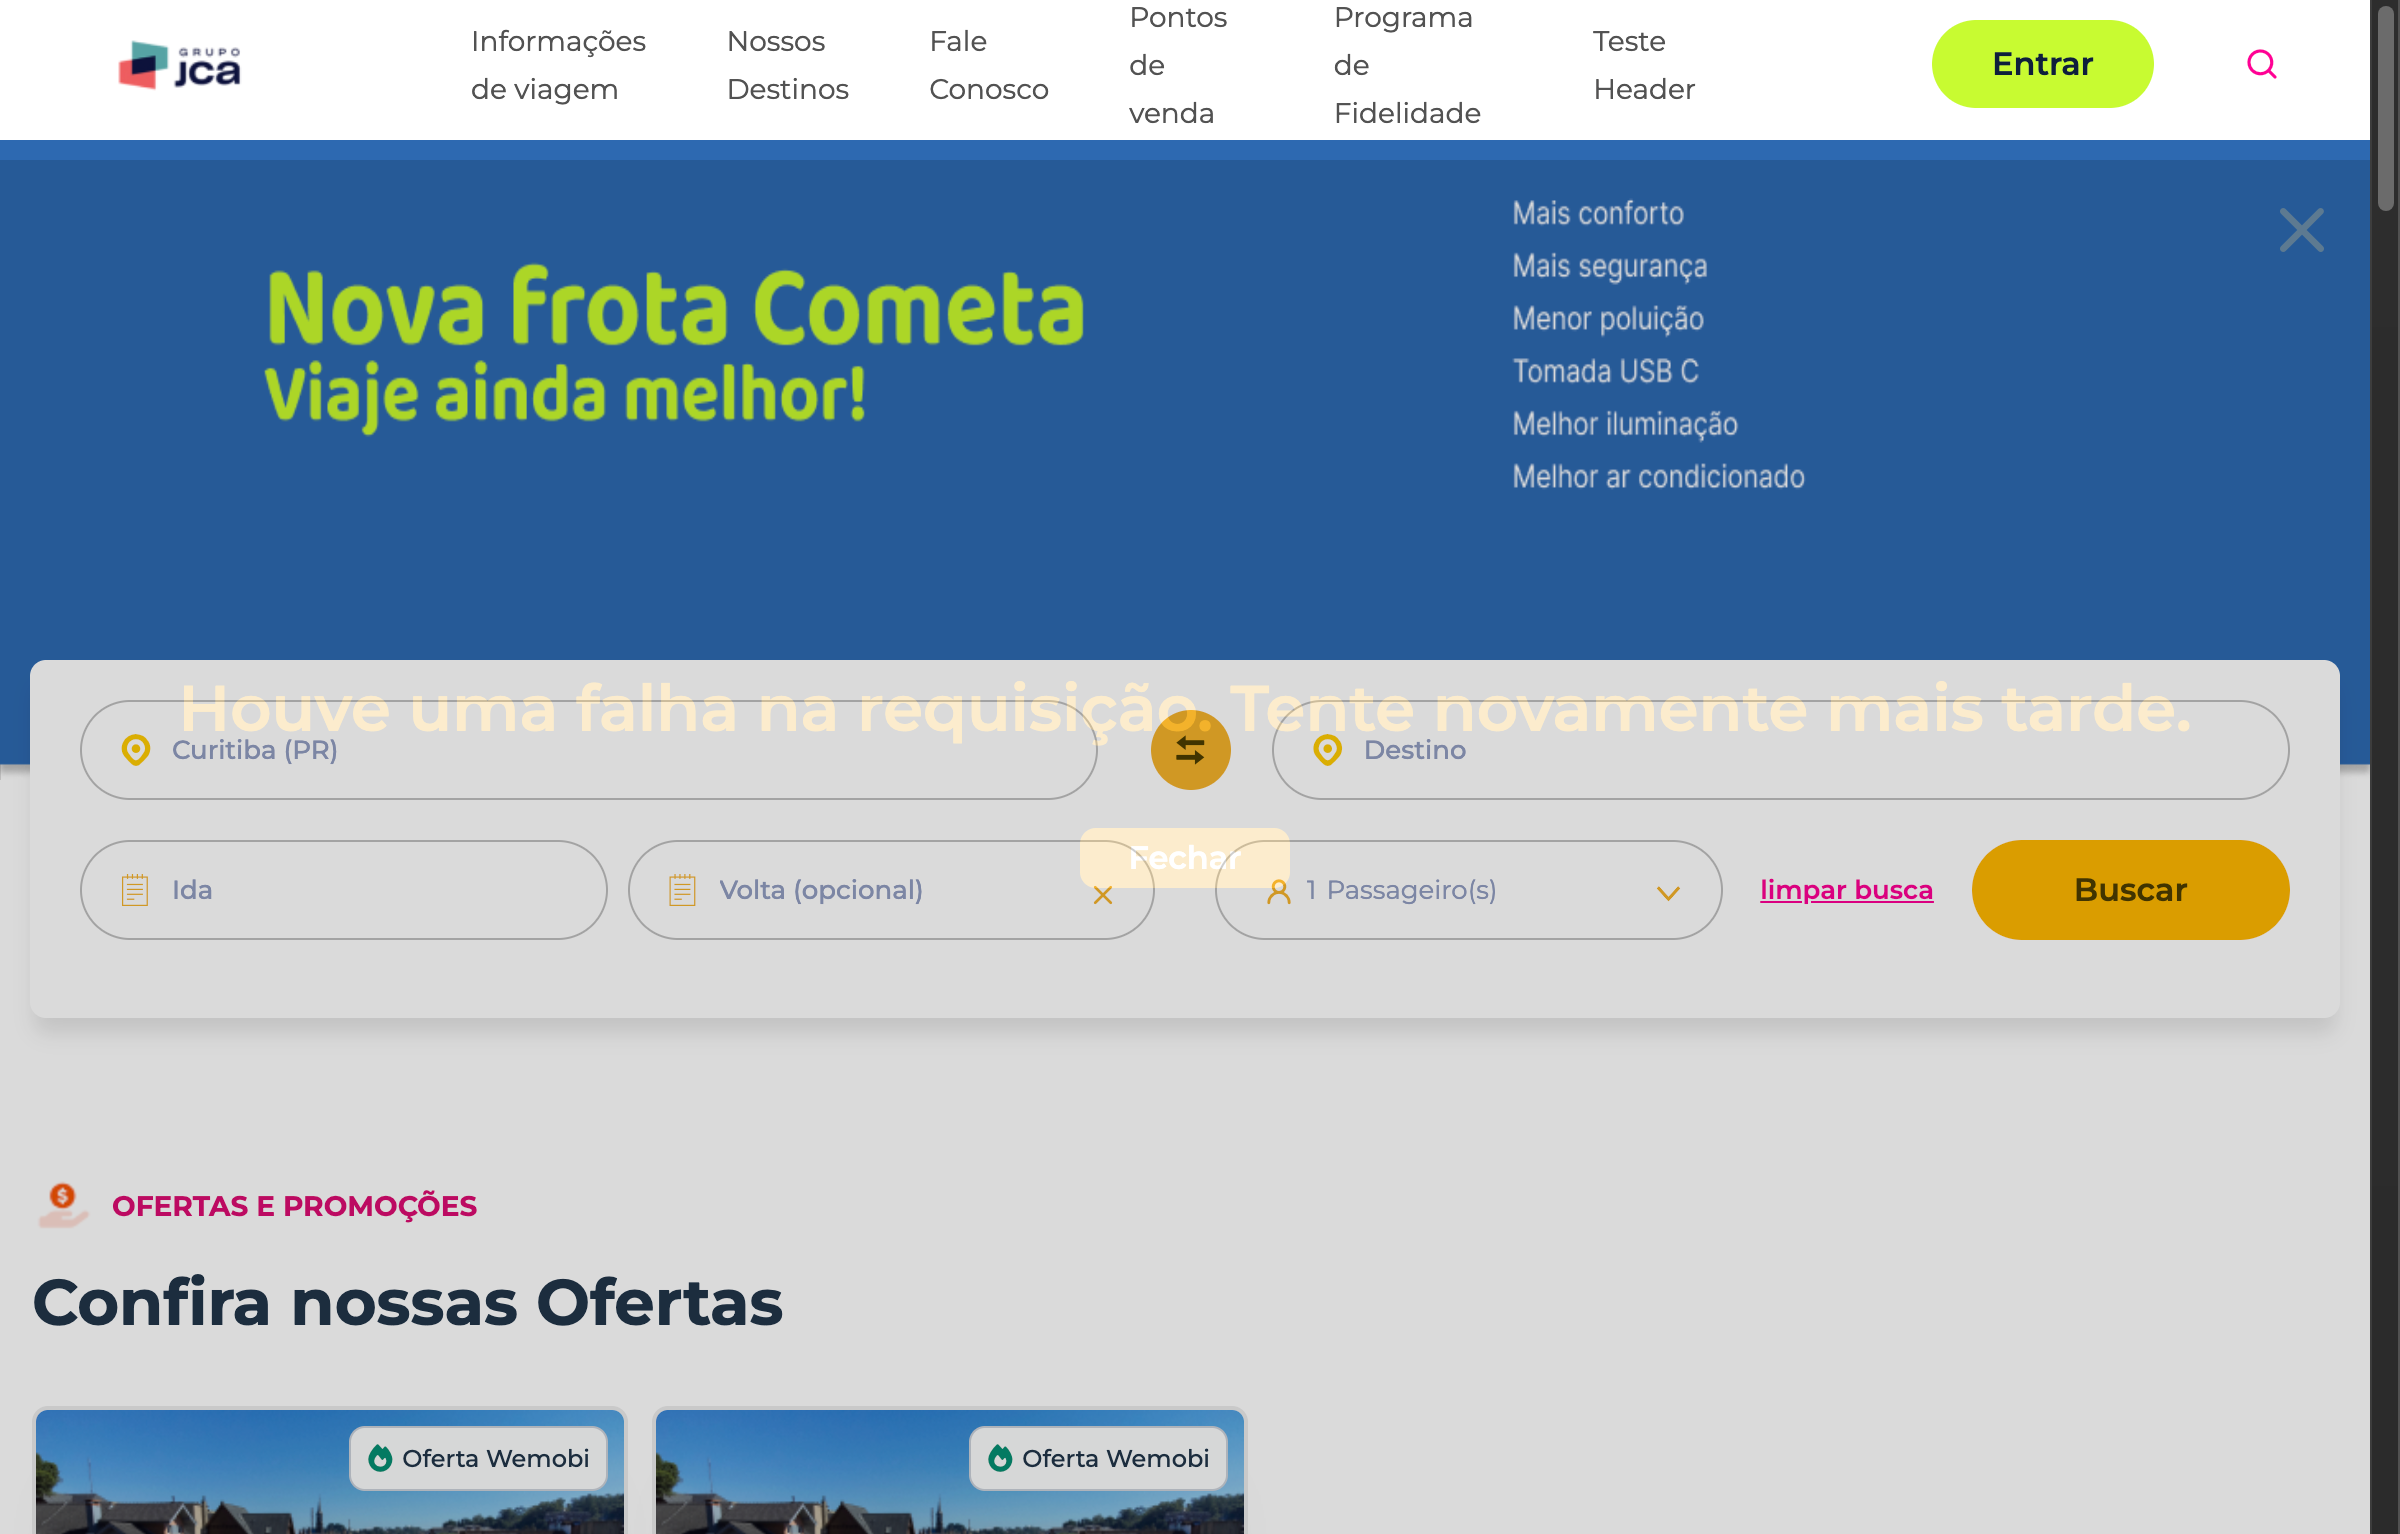 GRUPO
jca
Informações
de viagem
Nossos
Destinos
Fale
Conosco
Pontos
de
venda
Programa
de
Fidelidade
Teste
Header
Entrar
Nova frota Cometa
Viaje ainda melhor!
Mais conforto
Mais segurança
Menor poluição
Tomada USB C
Melhor iluminação
Melhor ar condicionado
Houve uma falha na requisição. Tente novamente mais tarde.
Curitiba (PR)
Destino
Fechar
Ida
Volta (opcional)
1 Passageiro(s)
limpar busca
Buscar
OFERTAS E PROMOÇÕES
Confira nossas Ofertas
Oferta Wemobi
Oferta Wemobi